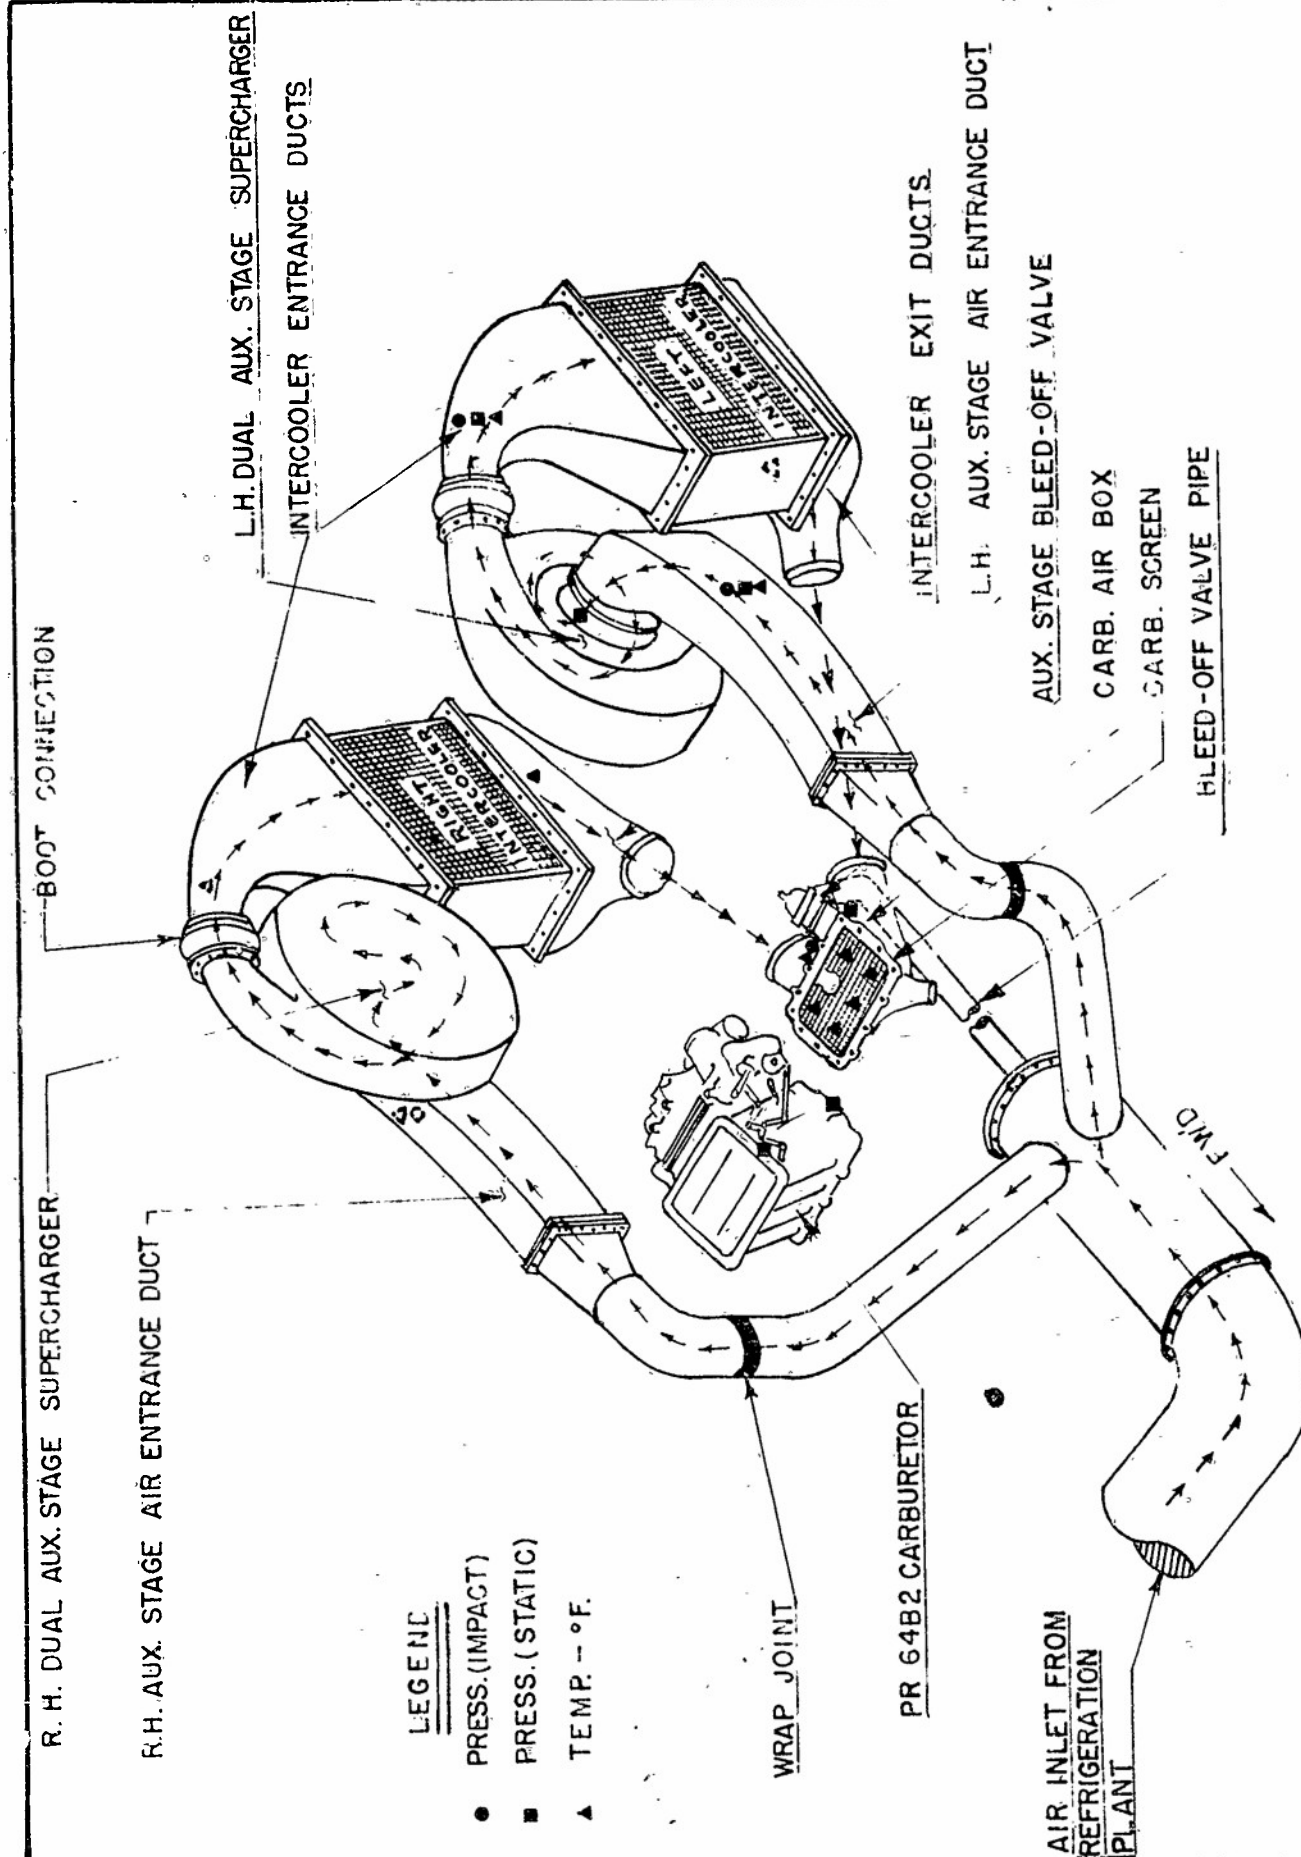 R. H. DUAL AUX. STAGE SUPERCHARGER
BOOT CONNECTION
R.H. AUX. STAGE AIR ENTRANCE DUCT
L.H. DUAL AUX. STAGE SUPERCHARGER
INTERCOOLER ENTRANCE DUCTS
LEGEND
● PRESS. (IMPACT)
■ PRESS. (STATIC)
▲ TEMP. - °F.
RIGHT
INTERCOOLER
LEFT
INTERCOOLER
WRAP JOINT
PR 64B2 CARBURETOR
INTERCOOLER EXIT DUCTS
L.H. AUX. STAGE AIR ENTRANCE DUCT
AUX. STAGE BLEED-OFF VALVE
CARB. AIR BOX
CARB. SCREEN
BLEED-OFF VALVE PIPE
FWD
AIR INLET FROM
REFRIGERATION
PLANT